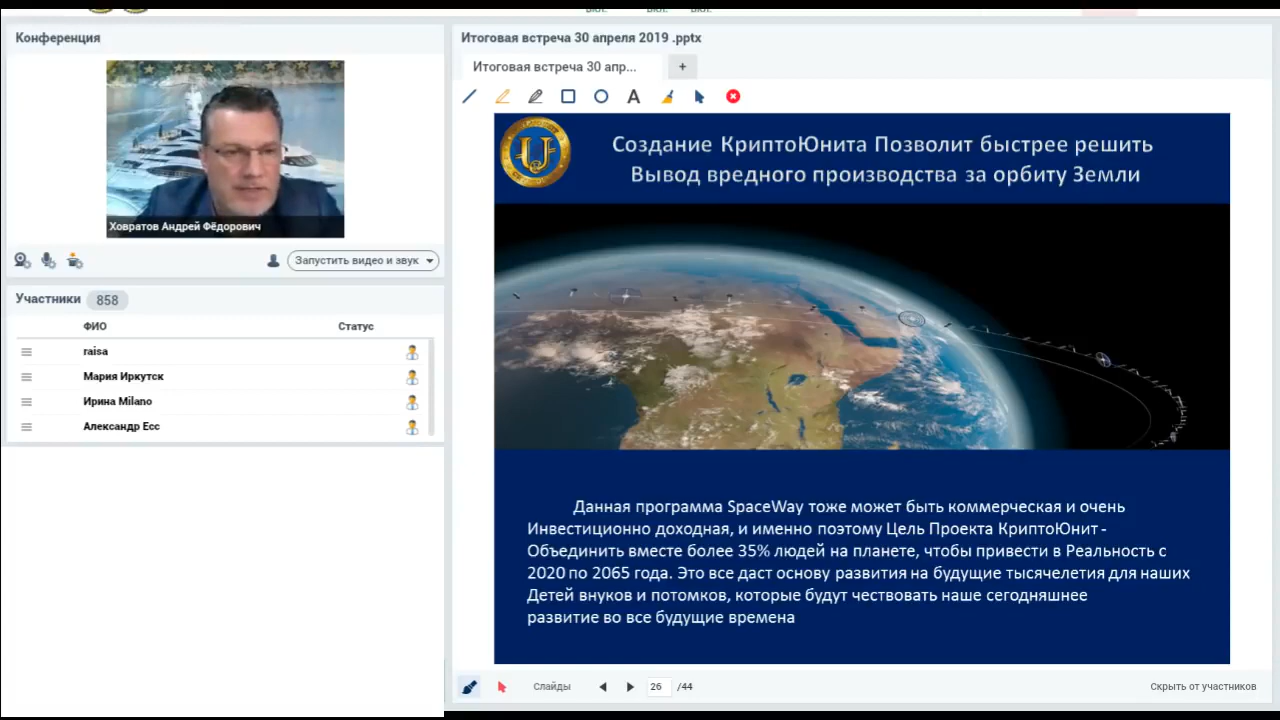 Конференция
Ховратов Андрей Фёдорович
Запустить видео и звук
Участники 858
ФИО Статус
raisa
Мария Иркутск
Ирина Milano
Александр Есс
Итоговая встреча 30 апреля 2019 .pptx
Итоговая встреча 30 апр... +
A
Создание КриптоЮнита Позволит быстрее решить
Вывод вредного производства за орбиту Земли
Данная программа SpaceWay тоже может быть коммерческая и очень
Инвестиционно доходная, и именно поэтому Цель Проекта КриптоЮнит -
Объединить вместе более 35% людей на планете, чтобы привести в Реальность с
2020 по 2065 года. Это все даст основу развития на будущие тысячелетия для наших
Детей внуков и потомков, которые будут чествовать наше сегодняшнее
развитие во все будущие времена
Слайды 26 /44 Скрыть от участников